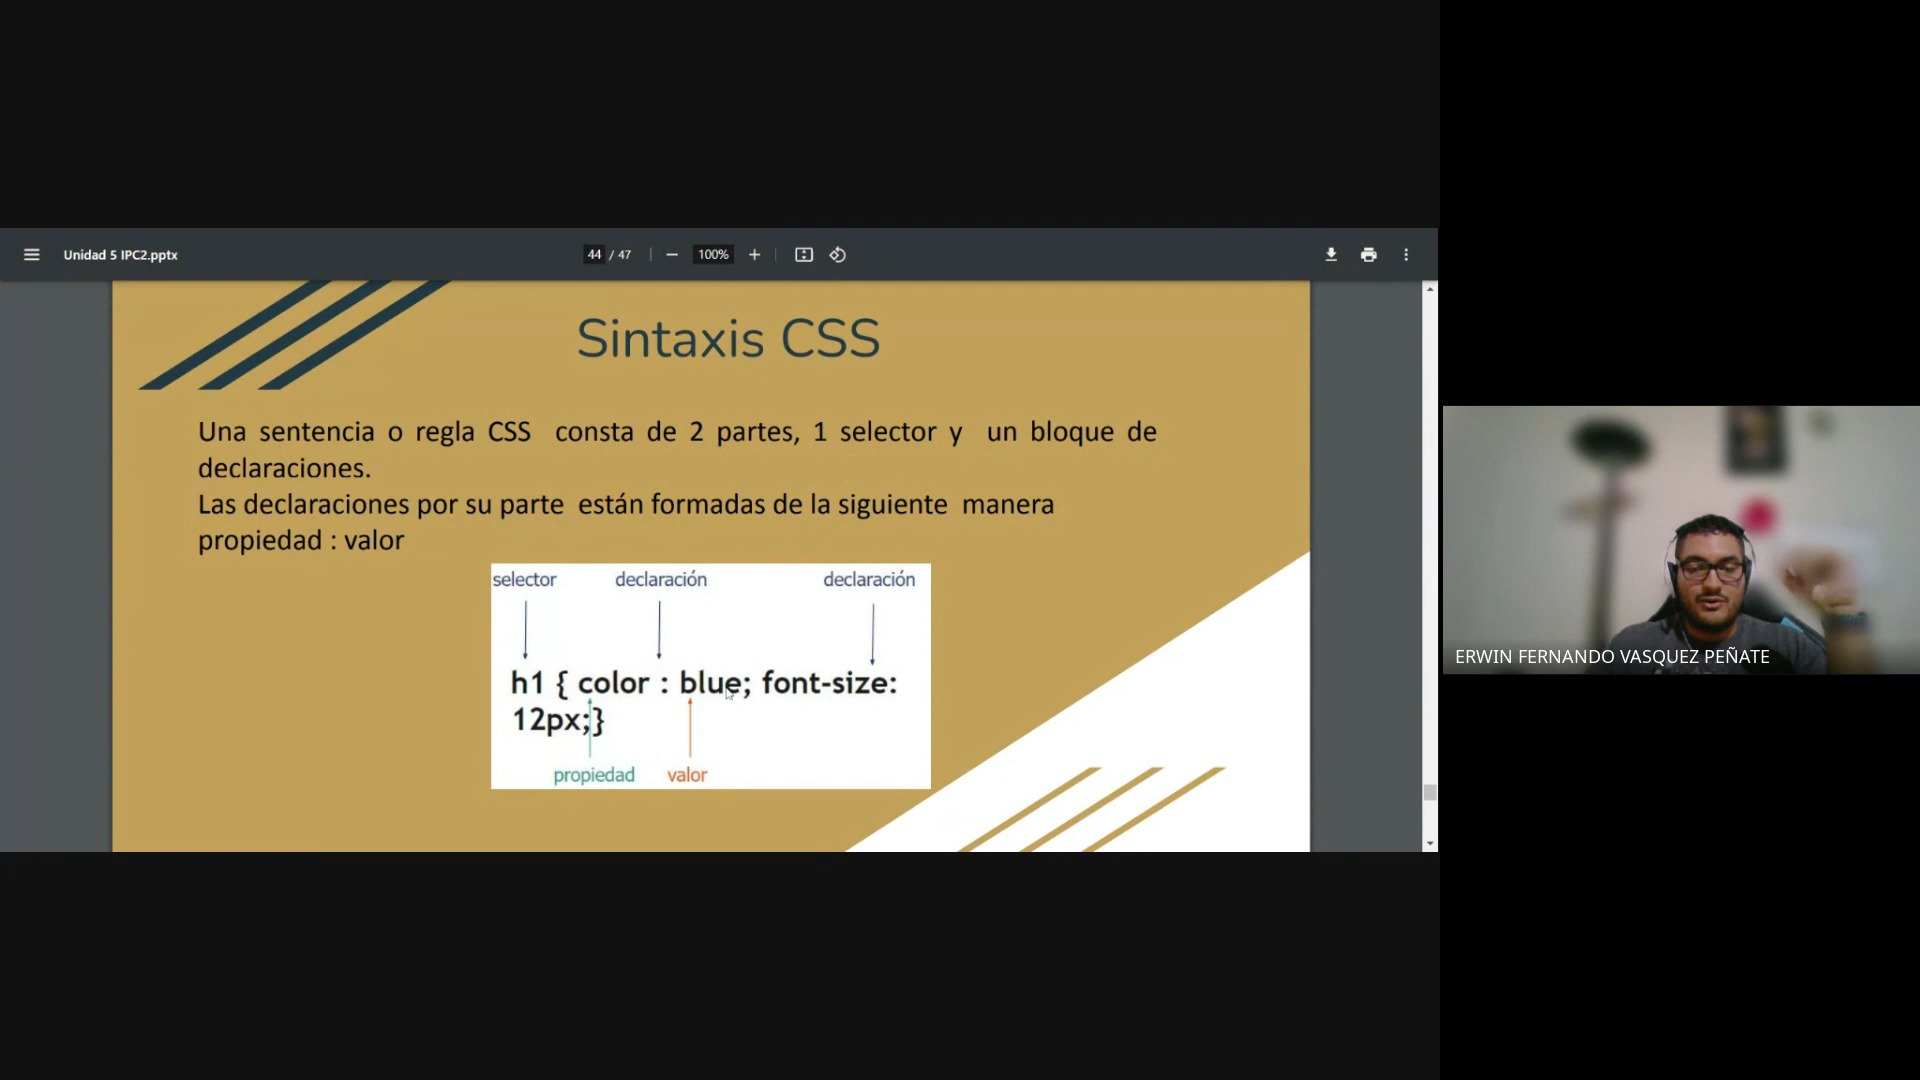 Unidad 5 IPC2.pptx
44 / 47
100%
Sintaxis CSS
Una sentencia o regla CSS consta de 2 partes, 1 selector y un bloque de
declaraciones.
Las declaraciones por su parte están formadas de la siguiente manera
propiedad : valor
selector declaración declaración
h1 { color : blue; font-size:
12px;}
propiedad valor
ERWIN FERNANDO VASQUEZ PEÑATE